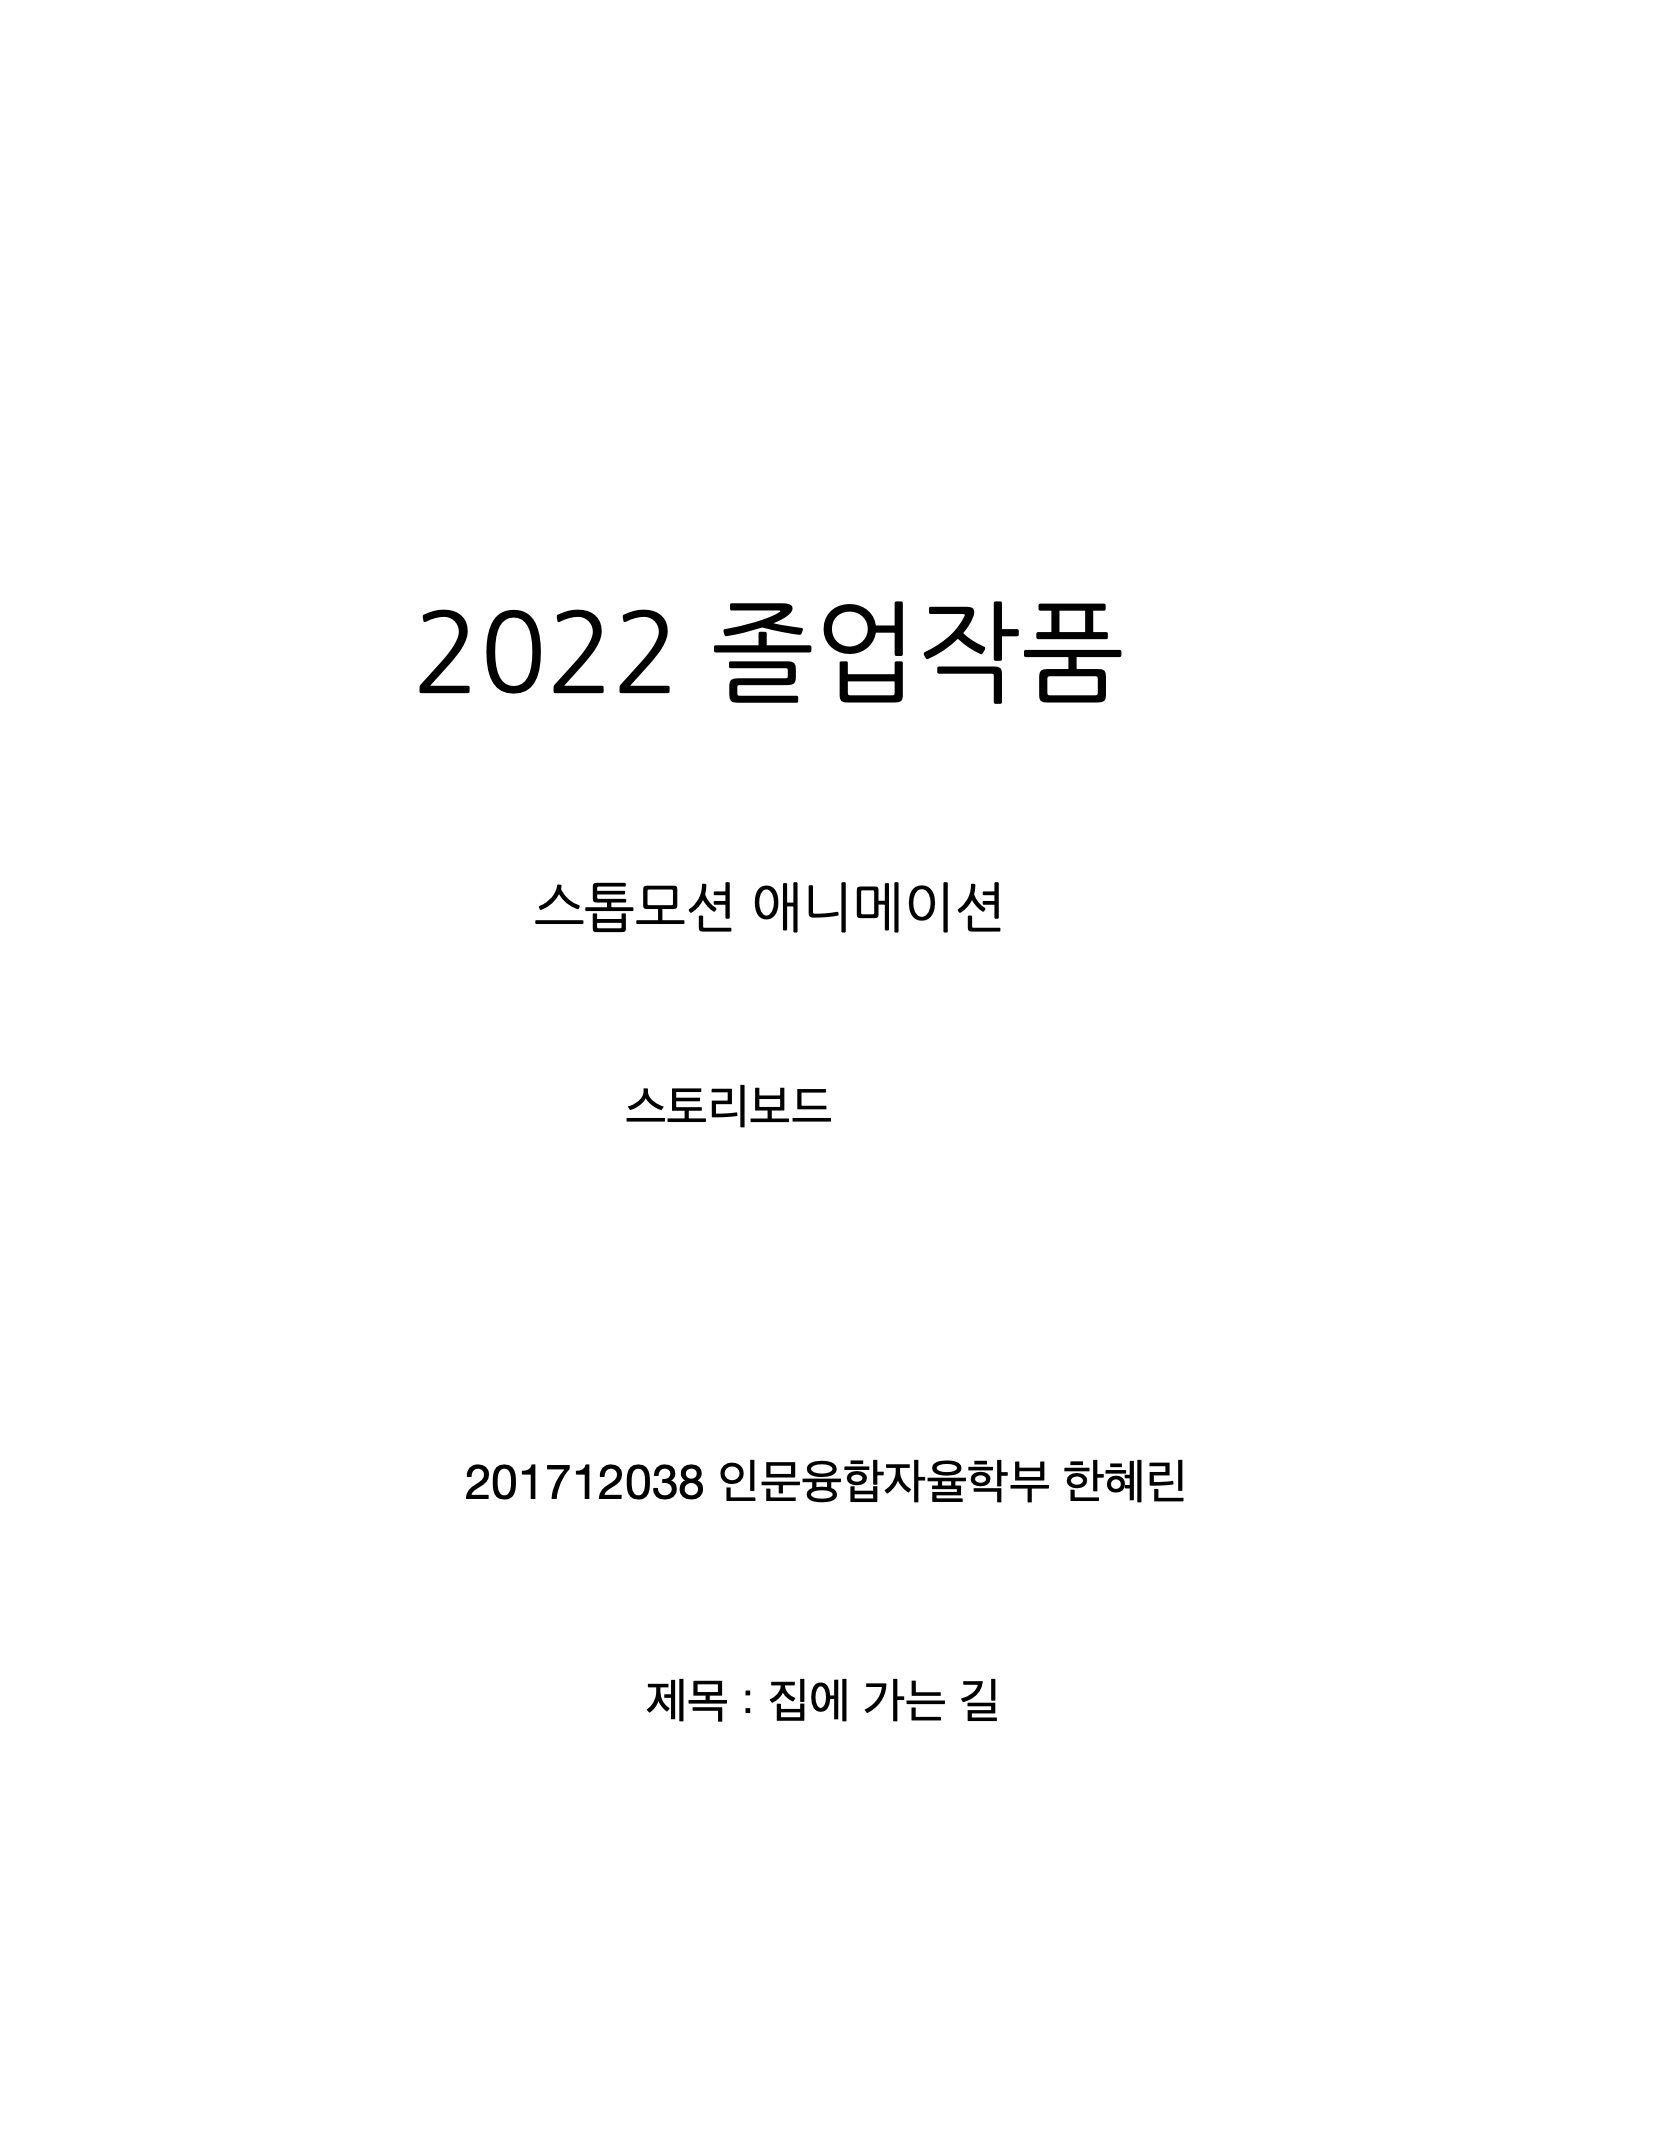 2022 졸업작품
스톱모션 애니메이션
스토리보드
201712038 인문융합자율학부 한혜린
제목 : 집에 가는 길